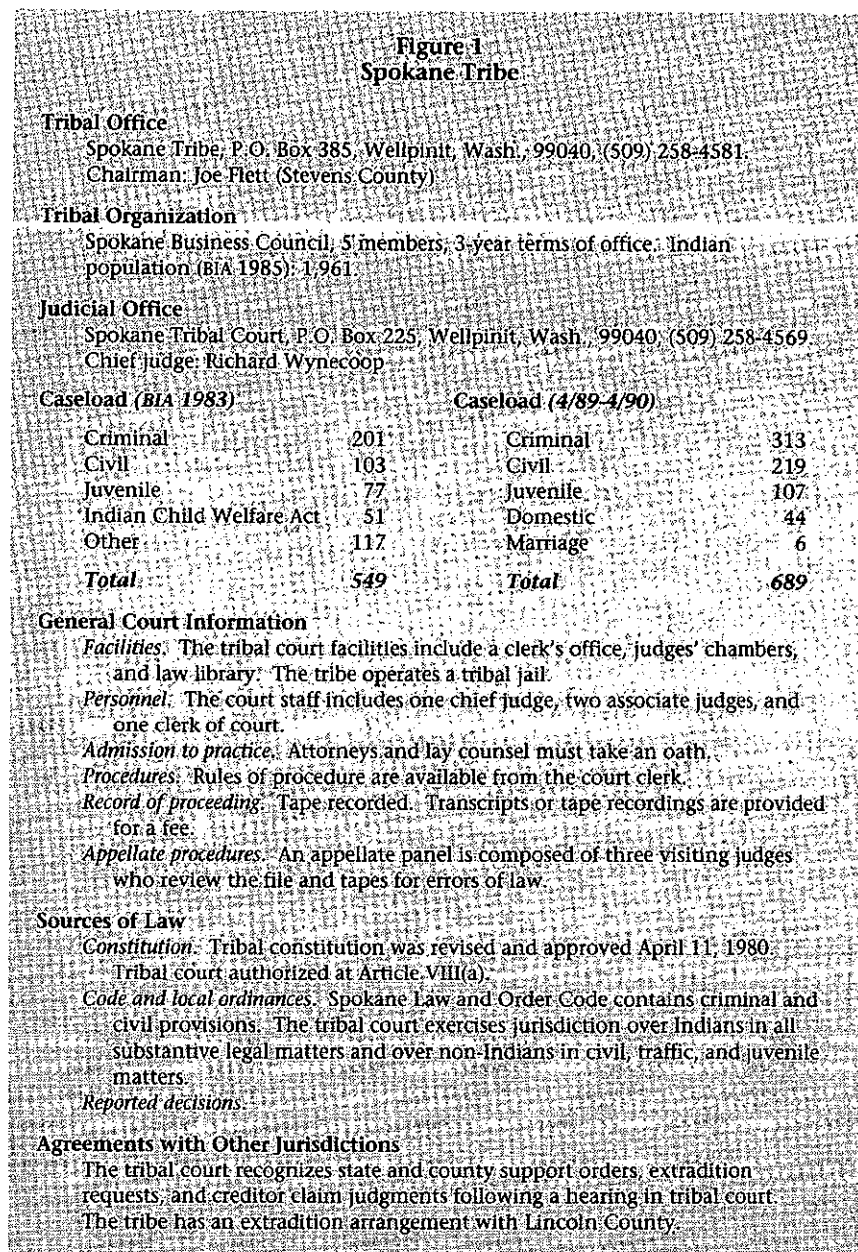 Figure 1
Spokane Tribe
Tribal Office
Spokane Tribe, P.O. Box 385, Wellpinit, Wash., 99040, (509) 258-4581.
Chairman: Joe Flett (Stevens County)
Tribal Organization
Spokane Business Council, 5 members, 3-year terms of office. Indian
population (BIA 1985): 1,961
Judicial Office
Spokane Tribal Court, P.O. Box 225, Wellpinit, Wash., 99040, (509) 258-4569.
Chief judge: Richard Wynecoop
Caseload (BIA 1983) Caseload (4/89-4/90)
Criminal 201 Criminal 313
Civil 103 Civil 219
Juvenile 77 Juvenile 107
Indian Child Welfare Act 51 Domestic 44
Other 117 Marriage 6
Total 549 Total 689
General Court Information
Facilities. The tribal court facilities include a clerk's office, judges' chambers,
and law library. The tribe operates a tribal jail.
Personnel. The court staff includes one chief judge, two associate judges, and
one clerk of court.
Admission to practice. Attorneys and lay counsel must take an oath.
Procedures. Rules of procedure are available from the court clerk.
Record of proceeding. Tape recorded. Transcripts or tape recordings are provided
for a fee.
Appellate procedures. An appellate panel is composed of three visiting judges
who review the file and tapes for errors of law.
Sources of Law
Constitution. Tribal constitution was revised and approved April 11, 1980.
Tribal court authorized at Article VIII(a).
Code and local ordinances. Spokane Law and Order Code contains criminal and
civil provisions. The tribal court exercises jurisdiction over Indians in all
substantive legal matters and over non-Indians in civil, traffic, and juvenile
matters.
Reported decisions.
Agreements with Other Jurisdictions
The tribal court recognizes state and county support orders, extradition
requests, and creditor claim judgments following a hearing in tribal court.
The tribe has an extradition arrangement with Lincoln County.